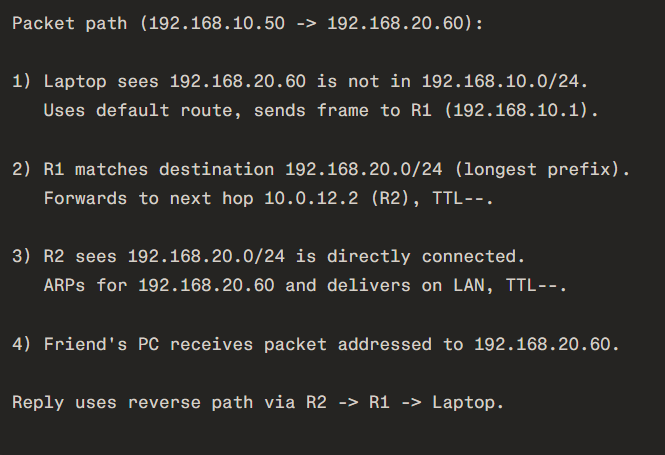 Packet path (192.168.10.50 -> 192.168.20.60):
1) Laptop sees 192.168.20.60 is not in 192.168.10.0/24.
Uses default route, sends frame to R1 (192.168.10.1).
2) R1 matches destination 192.168.20.0/24 (longest prefix).
Forwards to next hop 10.0.12.2 (R2), TTL--.
3) R2 sees 192.168.20.0/24 is directly connected.
ARPs for 192.168.20.60 and delivers on LAN, TTL--.
4) Friend's PC receives packet addressed to 192.168.20.60.
Reply uses reverse path via R2 -> R1 -> Laptop.